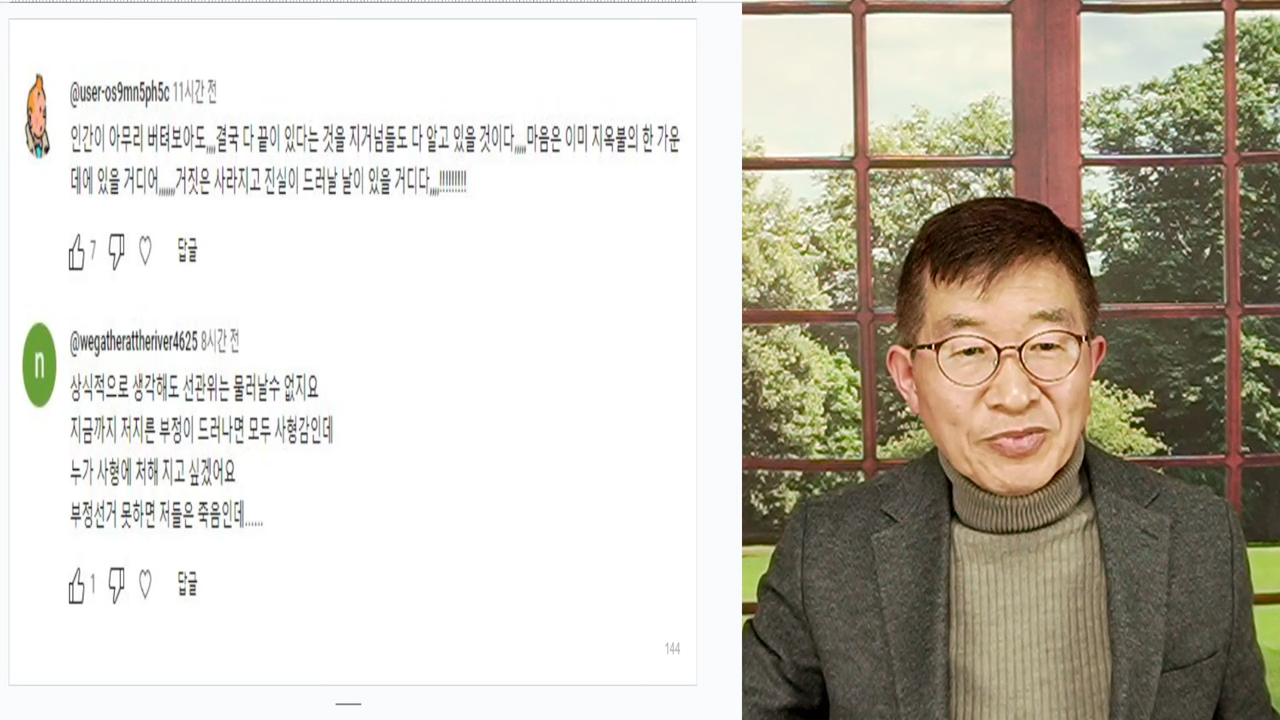 @user-os9mn5ph5c 11시간 전
인간이 아무리 버텨보아도,,,,결국 다 끝이 있다는 것을 지거넘들도 다 알고 있을 것이다,,,,,마음은 이미 지옥불의 한 가운
데에 있을 거디어,,,,,,,거짓은 사라지고 진실이 드러날 날이 있을 거디다,,,,!!!!!!!!!
7 답글
n
@wegatherattheriver4625 8시간 전
상식적으로 생각해도 선관위는 물러날수 없지요
지금까지 저지른 부정이 드러나면 모두 사형감인데
누가 사형에 처해 지고 싶겠어요
부정선거 못하면 저들은 죽음인데......
1 답글
144